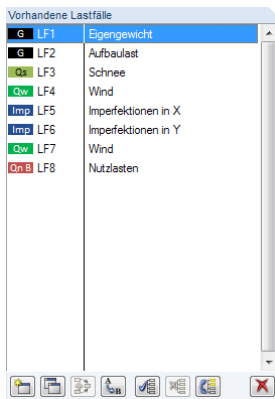 Vorhandene Lastfälle
G LF1 Eigengewicht
G LF2 Aufbaulast
Qs LF3 Schnee
Qw LF4 Wind
Imp LF5 Imperfektionen in X
Imp LF6 Imperfektionen in Y
Qw LF7 Wind
Qn B LF8 Nutzlasten